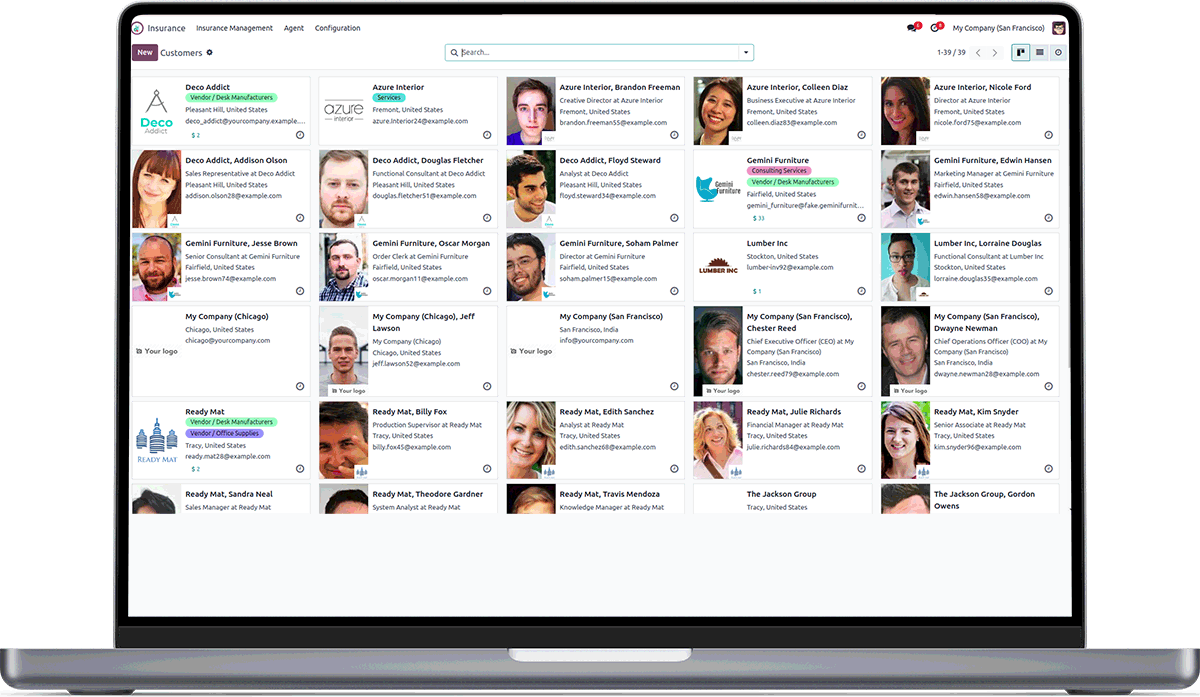 Insurance Insurance Management Agent Configuration 5 8 My Company (San Francisco)
New Customers Search... 1-39 / 39
Deco Addict
Vendor / Desk Manufacturers
Pleasant Hill, United States
deco_addict@yourcompany.example....
$ 2
Deco Addict
azure
interior
Azure Interior
Services
Fremont, United States
azure.Interior24@example.com
Azure Interior, Brandon Freeman
Creative Director at Azure Interior
Fremont, United States
brandon.freeman55@example.com
Azure Interior, Colleen Diaz
Business Executive at Azure Interior
Fremont, United States
colleen.diaz83@example.com
Azure Interior, Nicole Ford
Director at Azure Interior
Fremont, United States
nicole.ford75@example.com
Deco Addict, Addison Olson
Sales Representative at Deco Addict
Pleasant Hill, United States
addison.olson28@example.com
Deco Addict, Douglas Fletcher
Functional Consultant at Deco Addict
Pleasant Hill, United States
douglas.fletcher51@example.com
Deco Addict, Floyd Steward
Analyst at Deco Addict
Pleasant Hill, United States
floyd.steward34@example.com
Gemini Furniture
Gemini Furniture
Consulting Services
Vendor / Desk Manufacturers
Fairfield, United States
gemini_furniture@fake.geminifurnit...
$ 33
Gemini Furniture, Edwin Hansen
Marketing Manager at Gemini Furniture
Fairfield, United States
edwin.hansen58@example.com
Gemini Furniture, Jesse Brown
Senior Consultant at Gemini Furniture
Fairfield, United States
jesse.brown74@example.com
Gemini Furniture, Oscar Morgan
Order Clerk at Gemini Furniture
Fairfield, United States
oscar.morgan11@example.com
Gemini Furniture, Soham Palmer
Director at Gemini Furniture
Fairfield, United States
soham.palmer15@example.com
LUMBER INC
Lumber Inc
Stockton, United States
lumber-inv92@example.com
$ 1
Lumber Inc, Lorraine Douglas
Functional Consultant at Lumber Inc
Stockton, United States
lorraine.douglas35@example.com
Your logo
My Company (Chicago)
Chicago, United States
chicago@yourcompany.com
My Company (Chicago), Jeff
Lawson
My Company (Chicago)
Chicago, United States
jeff.lawson52@example.com
Your logo
Your logo
My Company (San Francisco)
San Francisco, India
info@yourcompany.com
My Company (San Francisco),
Chester Reed
Chief Executive Officer (CEO) at My
Company (San Francisco)
San Francisco, India
chester.reed79@example.com
Your logo
My Company (San Francisco),
Dwayne Newman
Chief Operations Officer (COO) at My
Company (San Francisco)
San Francisco, India
dwayne.newman28@example.com
Your logo
READY MAT
Ready Mat
Vendor / Desk Manufacturers
Vendor / Office Supplies
Tracy, United States
ready.mat28@example.com
$ 2
Ready Mat, Billy Fox
Production Supervisor at Ready Mat
Tracy, United States
billy.fox45@example.com
Ready Mat, Edith Sanchez
Analyst at Ready Mat
Tracy, United States
edith.sanchez68@example.com
Ready Mat, Julie Richards
Financial Manager at Ready Mat
Tracy, United States
julie.richards84@example.com
Ready Mat, Kim Snyder
Senior Associate at Ready Mat
Tracy, United States
kim.snyder96@example.com
Ready Mat, Sandra Neal
Sales Manager at Ready Mat
Ready Mat, Theodore Gardner
System Analyst at Ready Mat
Ready Mat, Travis Mendoza
Knowledge Manager at Ready Mat
The Jackson Group
Tracy, United States
The Jackson Group, Gordon
Owens